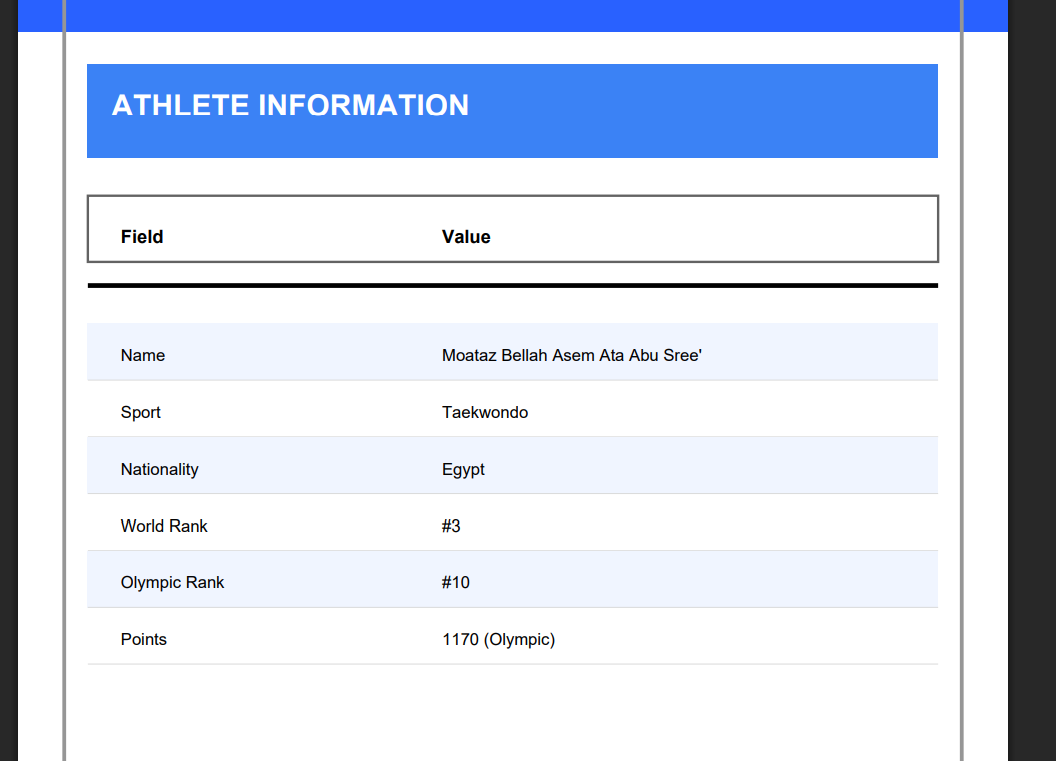 ATHLETE INFORMATION
Field Value
Name Moataz Bellah Asem Ata Abu Sree'
Sport Taekwondo
Nationality Egypt
World Rank #3
Olympic Rank #10
Points 1170 (Olympic)